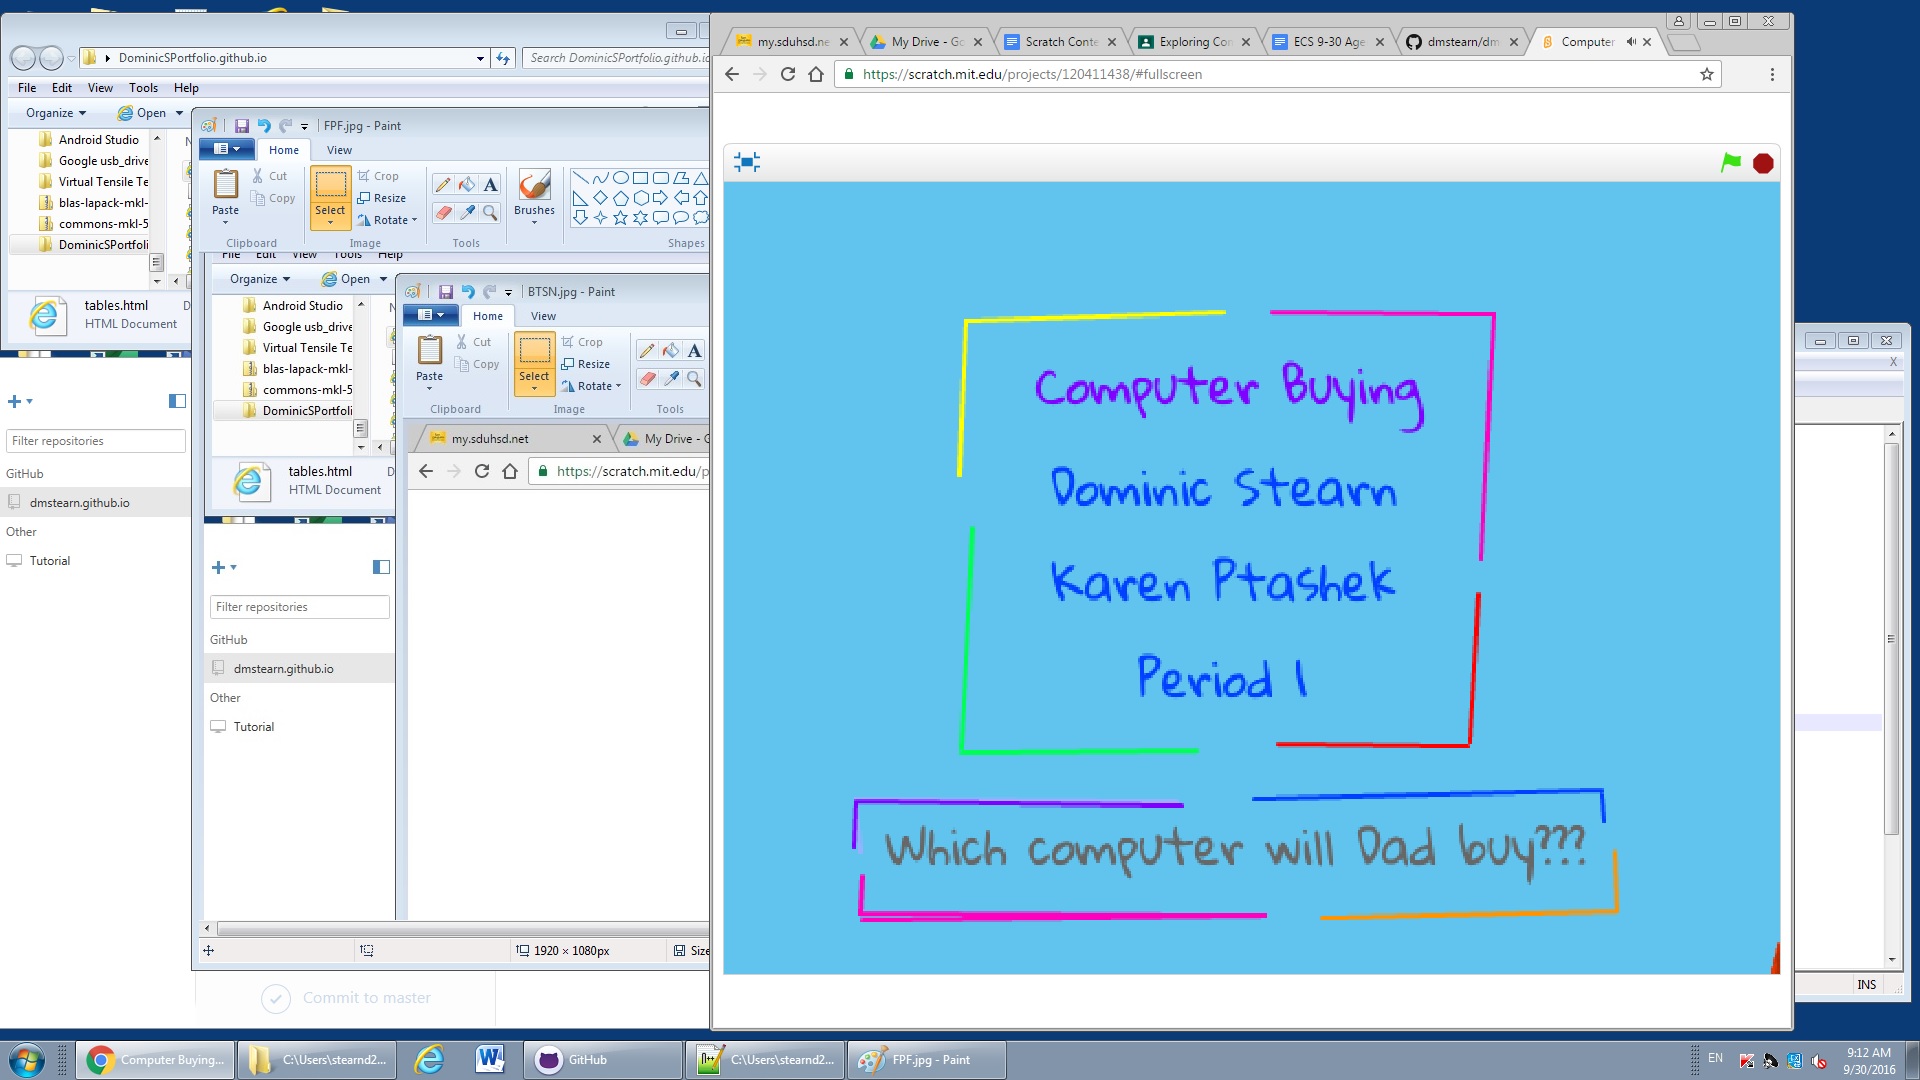 DominicSPortfolio.github.io
Search DominicSPortfolio.github.io
File Edit View Tools Help
Organize Open
Android Studio
Google usb_drive
Virtual Tensile Te
blas-lapack-mkl-
commons-mkl-5
DominicSPortfoli
tables.html
HTML Document
Filter repositories
GitHub
dmstearn.github.io
Other
Tutorial
Commit to master
FPF.jpg - Paint
Home View
Paste
Cut
Copy
Clipboard
Select
Crop
Resize
Rotate
Image
Tools
Brushes
Shapes
File Edit View Tools Help
Organize Open
Android Studio
Google usb_drive
Virtual Tensile Te
blas-lapack-mkl-
commons-mkl-5
DominicSPortfoli
tables.html
HTML Document
Filter repositories
GitHub
dmstearn.github.io
Other
Tutorial
1920 × 1080px
Size
BTSN.jpg - Paint
Home View
Paste
Cut
Copy
Clipboard
Select
Crop
Resize
Rotate
Image
Tools
my.sduhsd.net
My Drive - G
https://scratch.mit.edu/p
my.sduhsd.ne
My Drive - Go
Scratch Conte
Exploring Con
ECS 9-30 Age
dmstearn/dm
Computer
https://scratch.mit.edu/projects/120411438/#fullscreen
Computer Buying
Dominic Stearn
Karen Ptashek
Period 1
Which computer will Dad buy???
INS
Computer Buying...
C:\Users\stearnd2...
GitHub
C:\Users\stearnd2...
FPF.jpg - Paint
EN
9:12 AM
9/30/2016